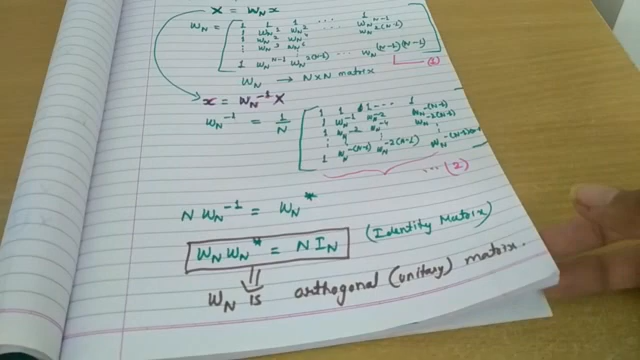 X = W_N x
W_N = [ 1 1 1 ... 1
1 W_N^1 W_N^2 ... W_N^{N-1}
1 W_N^2 W_N^4 W_N^{2(N-1)}
1 W_N^{N-1} W_N^{2(N-1)} ... W_N^{(N-1)(N-1)} ]
W_N → N×N matrix
x = W_N^{-1} X
W_N^{-1} = 1/N [ 1 1 1 ... 1
1 W_N^{-1} W_N^{-2} W_N^{-(N-1)}
1 W_N^{-2} W_N^{-4} W_N^{-2(N-1)}
1 W_N^{-(N-1)} W_N^{-2(N-1)}
... (2)
N W_N^{-1} = W_N^*
W_N W_N^* = N I_N (Identity Matrix)
W_N is orthogonal (unitary) matrix.